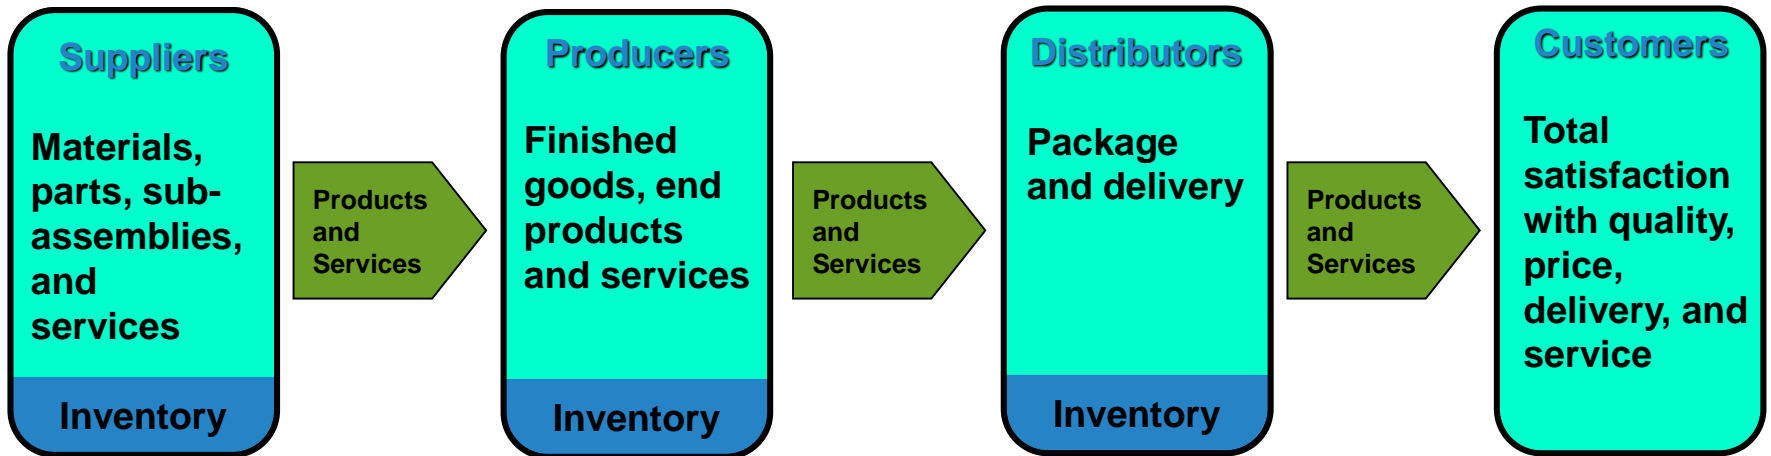 Suppliers
Materials,
parts, sub-
assemblies,
and
services
Inventory
Products
and
Services
Producers
Finished
goods, end
products
and services
Inventory
Products
and
Services
Distributors
Package
and delivery
Inventory
Products
and
Services
Customers
Total
satisfaction
with quality,
price,
delivery, and
service